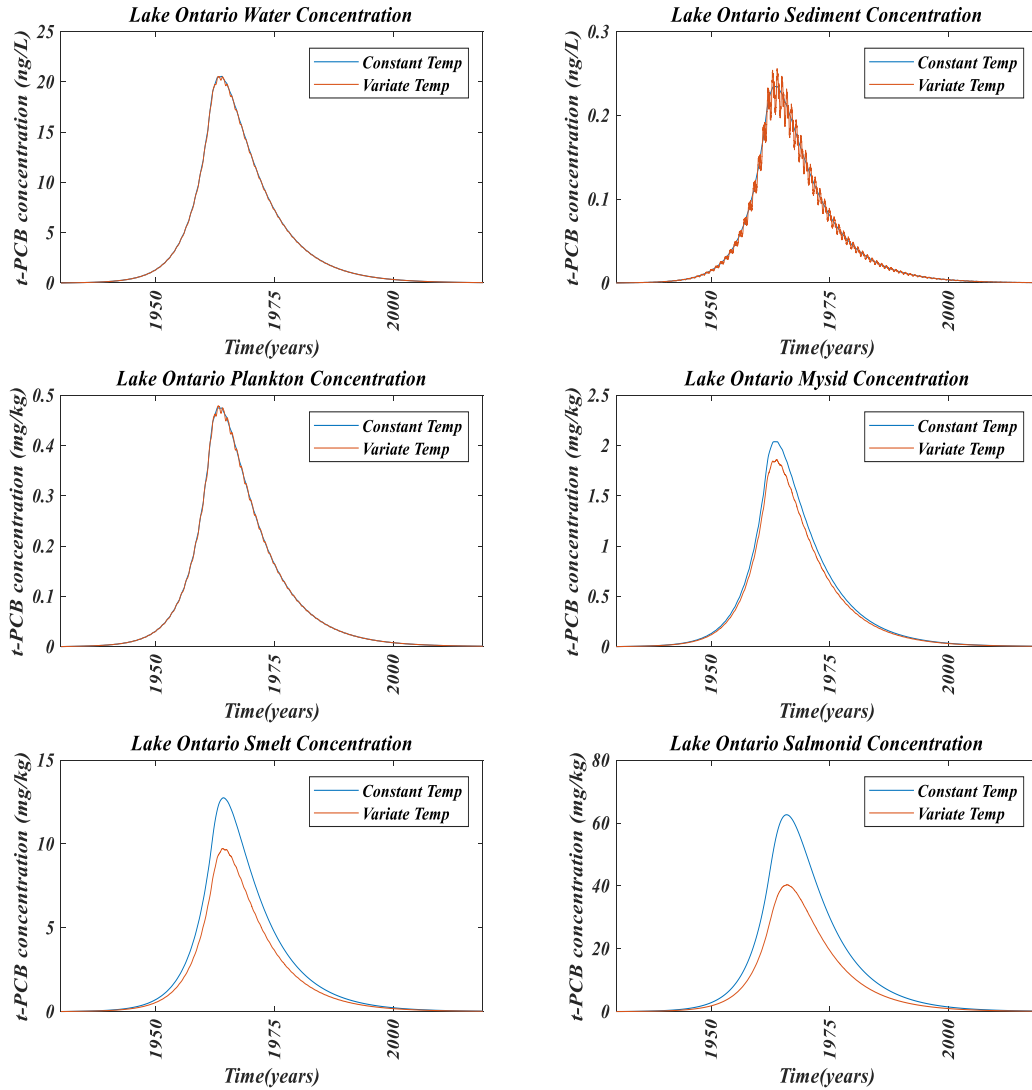 Lake Ontario Water Concentration
t-PCB concentration (ng/L)
25
20
15
10
5
0
Constant Temp
Variate Temp
1950
1975
2000
Time(years)
Lake Ontario Sediment Concentration
t-PCB concentration (ng/L)
0.3
0.2
0.1
0
Constant Temp
Variate Temp
1950
1975
2000
Time(years)
Lake Ontario Plankton Concentration
t-PCB concentration (mg/kg)
0.5
0.4
0.3
0.2
0.1
0
Constant Temp
Variate Temp
1950
1975
2000
Time(years)
Lake Ontario Mysid Concentration
t-PCB concentration (mg/kg)
2.5
2
1.5
1
0.5
0
Constant Temp
Variate Temp
1950
1975
2000
Time(years)
Lake Ontario Smelt Concentration
t-PCB concentration (mg/kg)
15
10
5
0
Constant Temp
Variate Temp
1950
1975
2000
Time(years)
Lake Ontario Salmonid Concentration
t-PCB concentration (mg/kg)
80
60
40
20
0
Constant Temp
Variate Temp
1950
1975
2000
Time(years)